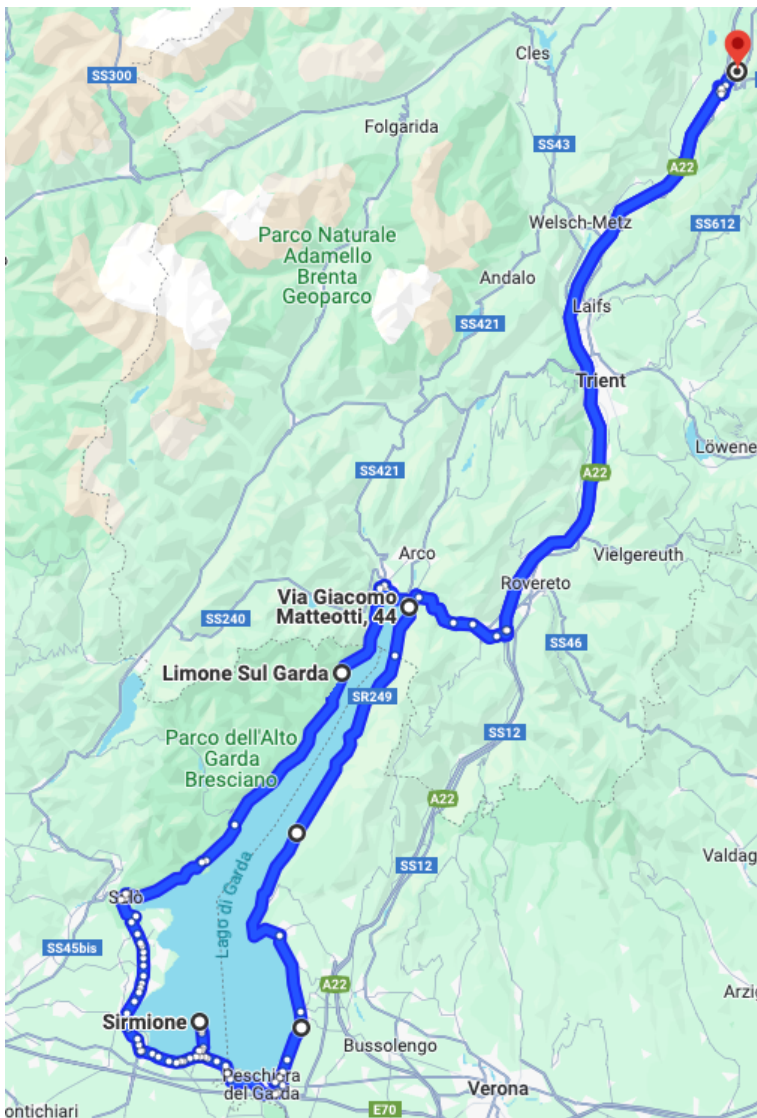 Cles
SS300
Folgarida
SS43
A22
Welsch-Metz
SS612
Parco Naturale
Adamello
Brenta
Geoparco
Andalo
Laifs
SS421
Trient
Löwene
SS421
A22
Arco
Vielgereuth
Rovereto
Via Giacomo
Matteotti, 44
SS240
SS46
Limone Sul Garda
SR249
SS12
Parco dell'Alto
Garda
Bresciano
A22
SS12
Valdag
Lago di Garda
Salò
SS45bis
A22
Arzig
Sirmione
Bussolengo
Peschiera
del Garda
Verona
ontichiari
E70